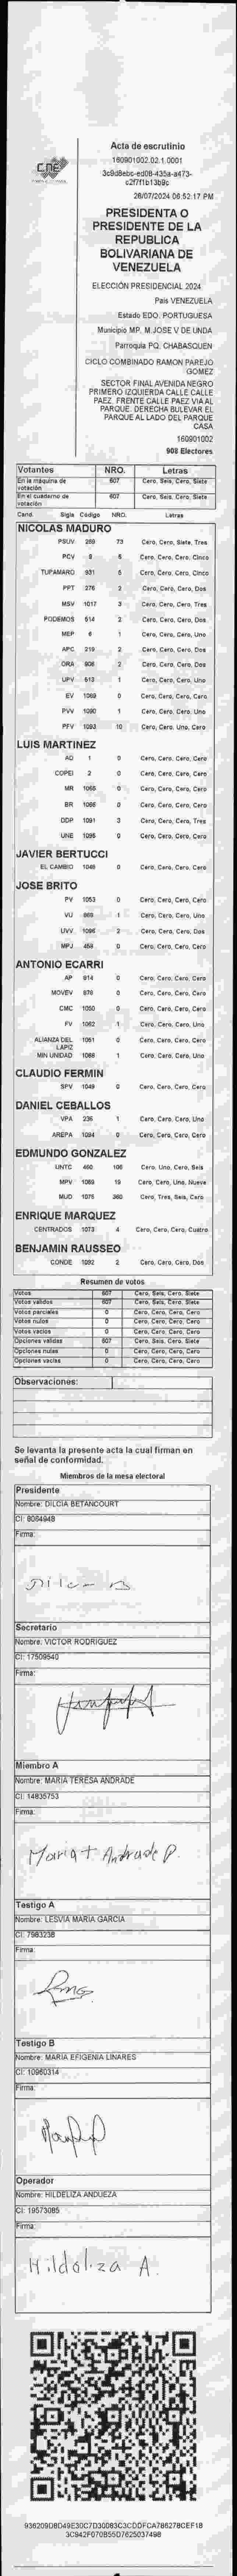 CNE
Acta de escrutinio
160901002.02.1.0001
3c9d8ebc-ed08-435a-a473-
c2f7f1b13b9c
28/07/2024 06:52:17 PM
PRESIDENTA O
PRESIDENTE DE LA
REPUBLICA
BOLIVARIANA DE
VENEZUELA
ELECCIÓN PRESIDENCIAL 2024
País VENEZUELA
Estado EDO. PORTUGUESA
Municipio MP. M.JOSE V DE UNDA
Parroquia PQ. CHABASQUEN
CICLO COMBINADO RAMON PAREJO
GOMEZ
SECTOR FINAL AVENIDA NEGRO
PRIMERO IZQUIERDA CALLE CALLE
PAEZ. FRENTE CALLE PAEZ VIA AL
PARQUE. DERECHA BULEVAR EL
PARQUE AL LADO DEL PARQUE
CASA
160901002
908 Electores
Votantes NRO. Letras
En la máquina de votación 607 Cero, Seis, Cero, Siete
En el cuaderno de votación 607 Cero, Seis, Cero, Siete
Cand. Sigla Código NRO. Letras
NICOLAS MADURO
PSUV 269 73 Cero, Cero, Siete, Tres
PCV 5 Cero, Cero, Cero, Cinco
TUPAMARO 931 5 Cero, Cero, Cero, Cinco
PPT 276 2 Cero, Cero, Cero, Dos
MSV 1017 3 Cero, Cero, Cero, Tres
PODEMOS 514 2 Cero, Cero, Cero, Dos
MEP 6 1 Cero, Cero, Cero, Uno
APC 219 2 Cero, Cero, Cero, Dos
ORA 906 2 Cero, Cero, Cero, Dos
UPV 513 1 Cero, Cero, Cero, Uno
EV 1069 0 Cero, Cero, Cero, Cero
PVV 1090 1 Cero, Cero, Cero, Uno
PFV 1093 10 Cero, Cero, Uno, Cero
LUIS MARTINEZ
AD 1 0 Cero, Cero, Cero, Cero
COPEI 2 0 Cero, Cero, Cero, Cero
MR 1065 0 Cero, Cero, Cero, Cero
BR 1066 0 Cero, Cero, Cero, Cero
DDP 1091 3 Cero, Cero, Cero, Tres
UNE 1095 0 Cero, Cero, Cero, Cero
JAVIER BERTUCCI
EL CAMBIO 1046 0 Cero, Cero, Cero, Cero
JOSE BRITO
PV 1053 0 Cero, Cero, Cero, Cero
VU 869 1 Cero, Cero, Cero, Uno
UVV 1096 2 Cero, Cero, Cero, Dos
MPJ 458 0 Cero, Cero, Cero, Cero
ANTONIO ECARRI
AP 914 0 Cero, Cero, Cero, Cero
MOVEV 878 0 Cero, Cero, Cero, Cero
CMC 1050 0 Cero, Cero, Cero, Cero
FV 1062 1 Cero, Cero, Cero, Uno
ALIANZA DEL LAPIZ 1061 0 Cero, Cero, Cero, Cero
MIN UNIDAD 1068 1 Cero, Cero, Cero, Uno
CLAUDIO FERMIN
SPV 1049 0 Cero, Cero, Cero, Cero
DANIEL CEBALLOS
VPA 235 1 Cero, Cero, Cero, Uno
AREPA 1094 0 Cero, Cero, Cero, Cero
EDMUNDO GONZALEZ
UNTC 460 106 Cero, Uno, Cero, Seis
MPV 1089 19 Cero, Cero, Uno, Nueve
MUD 1075 360 Cero, Tres, Seis, Cero
ENRIQUE MARQUEZ
CENTRADOS 1073 4 Cero, Cero, Cero, Cuatro
BENJAMIN RAUSSEO
CONDE 1092 2 Cero, Cero, Cero, Dos
Resumen de votos
Votos 607 Cero, Seis, Cero, Siete
Votos válidos 607 Cero, Seis, Cero, Siete
Votos parciales 0 Cero, Cero, Cero, Cero
Votos nulos 0 Cero, Cero, Cero, Cero
Votos vacíos 0 Cero, Cero, Cero, Cero
Opciones válidas 607 Cero, Seis, Cero, Siete
Opciones nulas 0 Cero, Cero, Cero, Cero
Opciones vacías 0 Cero, Cero, Cero, Cero
Observaciones:
Se levanta la presente acta la cual firman en
señal de conformidad.
Miembros de la mesa electoral
Presidente
Nombre: DILCIA BETANCOURT
CI: 8064948
Firma:
Dilcia B
Secretario
Nombre: VICTOR RODRIGUEZ
CI: 17509540
Firma:
Miembro A
Nombre: MARIA TERESA ANDRADE
CI: 14835753
Firma:
Maria t Andrade P.
Testigo A
Nombre: LESVIA MARIA GARCIA
CI: 7983238
Firma:
Testigo B
Nombre: MARIA EFIGENIA LINARES
CI: 10960314
Firma:
Operador
Nombre: HILDELIZA ANDUEZA
CI: 19573085
Firma:
Hildeliza A.
936209D8D49E30C7D30083C3CDDFCA786278CEF18
3C942F070B55D7625037498